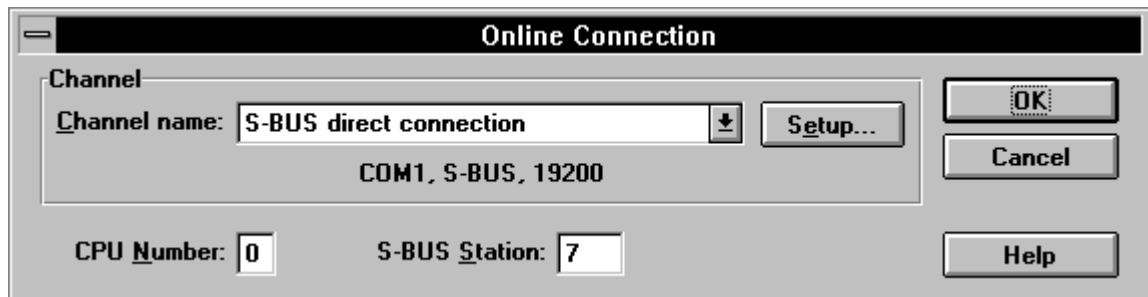 Online Connection
Channel
Channel name: S-BUS direct connection Setup...
COM1, S-BUS, 19200
OK
Cancel
CPU Number: 0 S-BUS Station: 7 Help